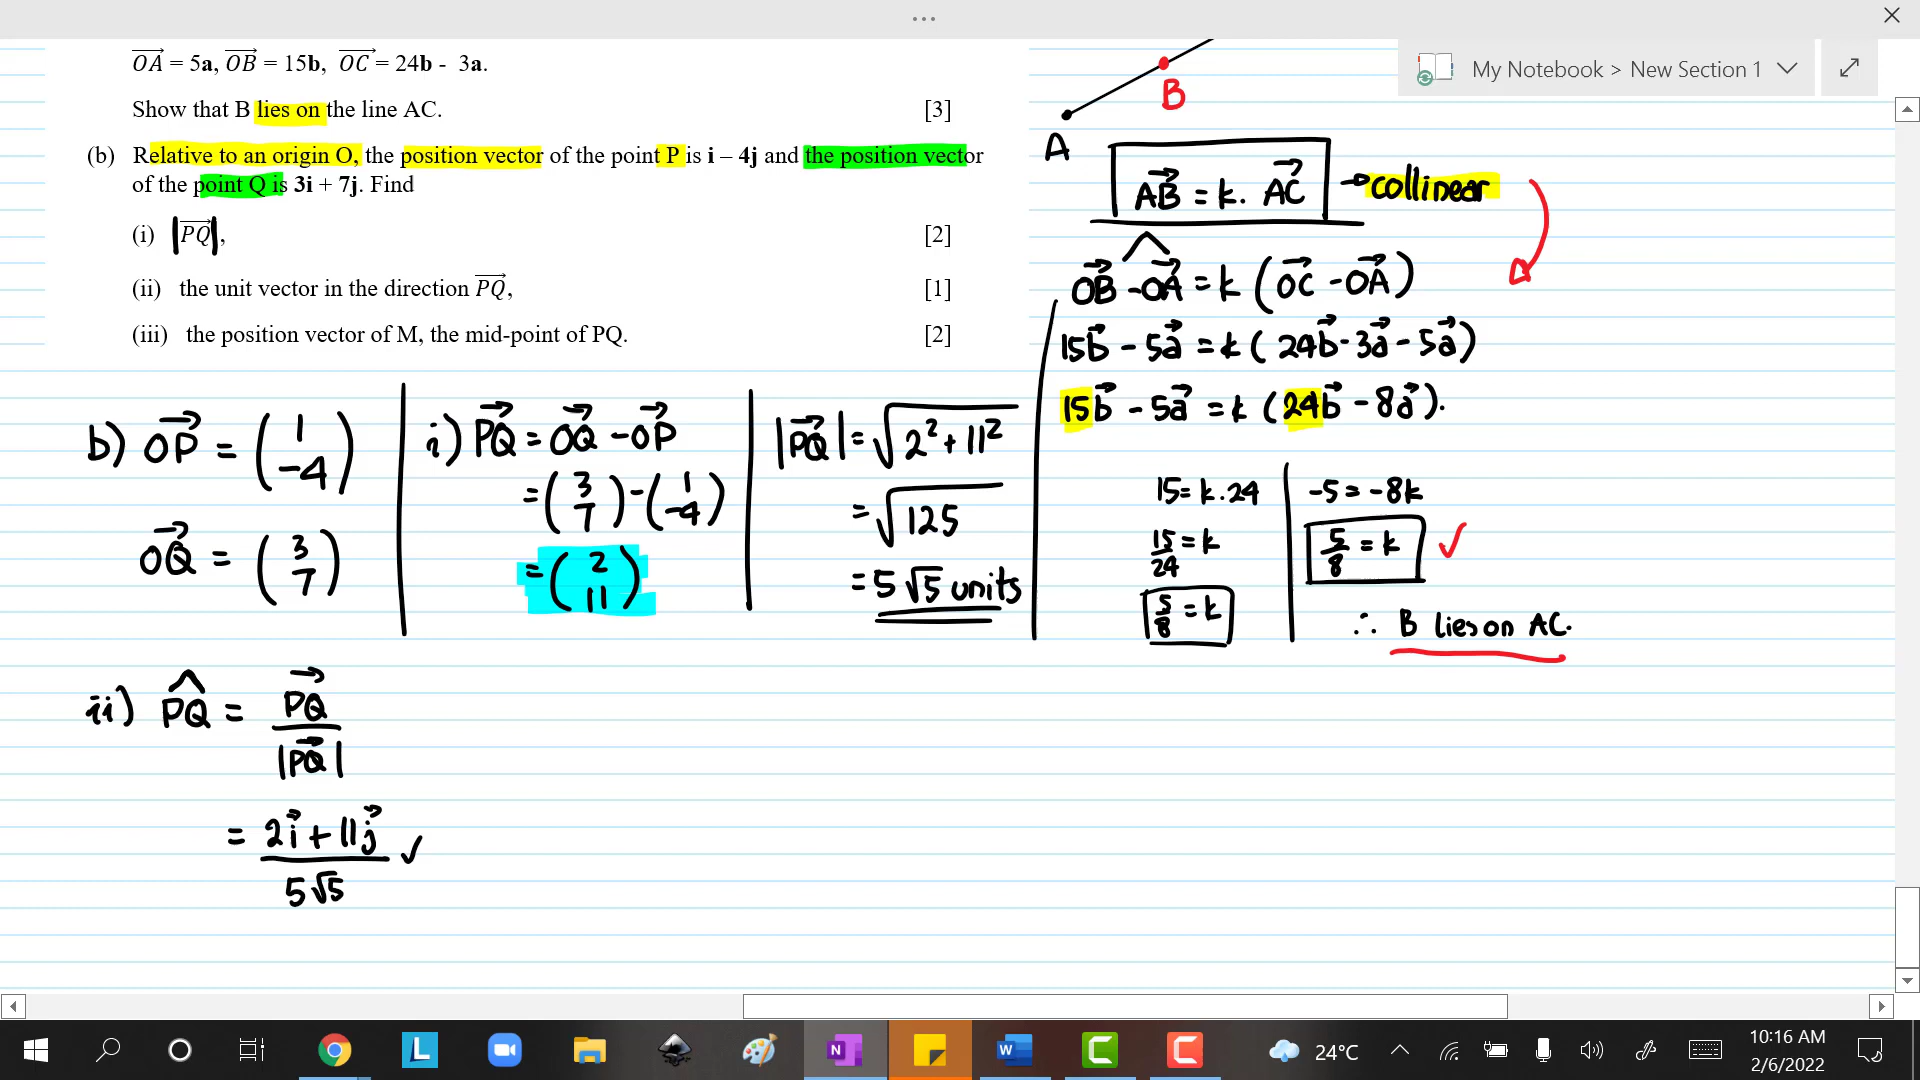 OA = 5a, OB = 15b, OC = 24b - 3a.
Show that B lies on the line AC. [3]
(b) Relative to an origin O, the position vector of the point P is i – 4j and the position vector
of the point Q is 3i + 7j. Find
(i) |PQ|, [2]
(ii) the unit vector in the direction PQ, [1]
(iii) the position vector of M, the mid-point of PQ. [2]
b) OP = (1 -4)
OQ = (3 7)
i) PQ = OQ - OP
= (3 7) - (1 -4)
= (2 11)
|PQ| = √2² + 11²
= √125
= 5√5 units
ii) PQ = PQ / |PQ|
= 2i + 11j / 5√5 ✓
My Notebook > New Section 1
B
A
AB = k. AC → collinear
OB - OA = k (OC - OA)
15b - 5a = k (24b - 3a - 5a)
15b - 5a = k (24b - 8a).
15 = k.24
15/24 = k
5/8 = k
-5 = -8k
5/8 = k ✓
∴ B lies on AC.
24°C
10:16 AM
2/6/2022